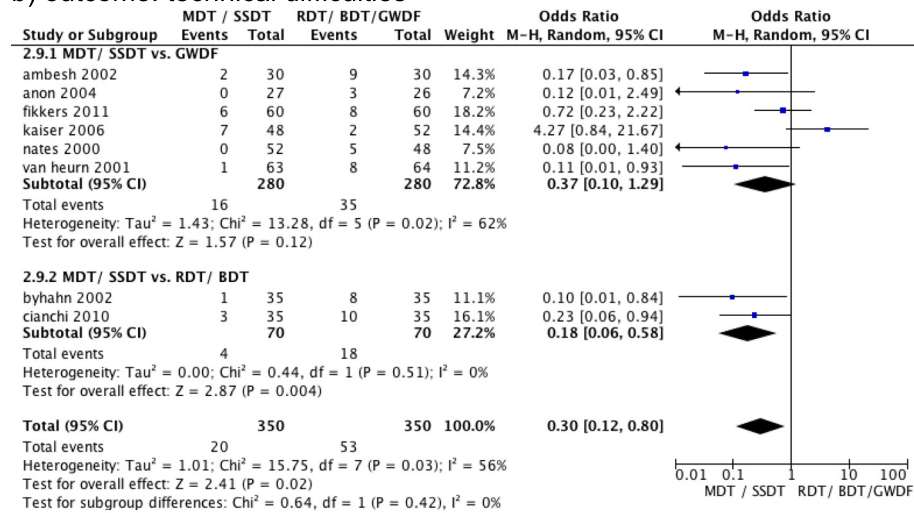 b) outcome: technical difficulties
MDT / SSDT RDT/ BDT/GWDF Odds Ratio Odds Ratio
Study or Subgroup Events Total Events Total Weight M-H, Random, 95% CI M-H, Random, 95% CI
2.9.1 MDT/ SSDT vs. GWDF
ambesh 2002 2 30 9 30 14.3% 0.17 [0.03, 0.85]
anon 2004 0 27 3 26 7.2% 0.12 [0.01, 2.49]
fikkers 2011 6 60 8 60 18.2% 0.72 [0.23, 2.22]
kaiser 2006 7 48 2 52 14.4% 4.27 [0.84, 21.67]
nates 2000 0 52 5 48 7.5% 0.08 [0.00, 1.40]
van heurn 2001 1 63 8 64 11.2% 0.11 [0.01, 0.93]
Subtotal (95% CI) 280 280 72.8% 0.37 [0.10, 1.29]
Total events 16 35
Heterogeneity: Tau² = 1.43; Chi² = 13.28, df = 5 (P = 0.02); I² = 62%
Test for overall effect: Z = 1.57 (P = 0.12)
2.9.2 MDT/ SSDT vs. RDT/ BDT
byhahn 2002 1 35 8 35 11.1% 0.10 [0.01, 0.84]
cianchi 2010 3 35 10 35 16.1% 0.23 [0.06, 0.94]
Subtotal (95% CI) 70 70 27.2% 0.18 [0.06, 0.58]
Total events 4 18
Heterogeneity: Tau² = 0.00; Chi² = 0.44, df = 1 (P = 0.51); I² = 0%
Test for overall effect: Z = 2.87 (P = 0.004)
Total (95% CI) 350 350 100.0% 0.30 [0.12, 0.80]
Total events 20 53
Heterogeneity: Tau² = 1.01; Chi² = 15.75, df = 7 (P = 0.03); I² = 56%
Test for overall effect: Z = 2.41 (P = 0.02)
Test for subgroup differences: Chi² = 0.64, df = 1 (P = 0.42), I² = 0%
0.01 0.1 1 10 100
MDT / SSDT RDT/ BDT/GWDF